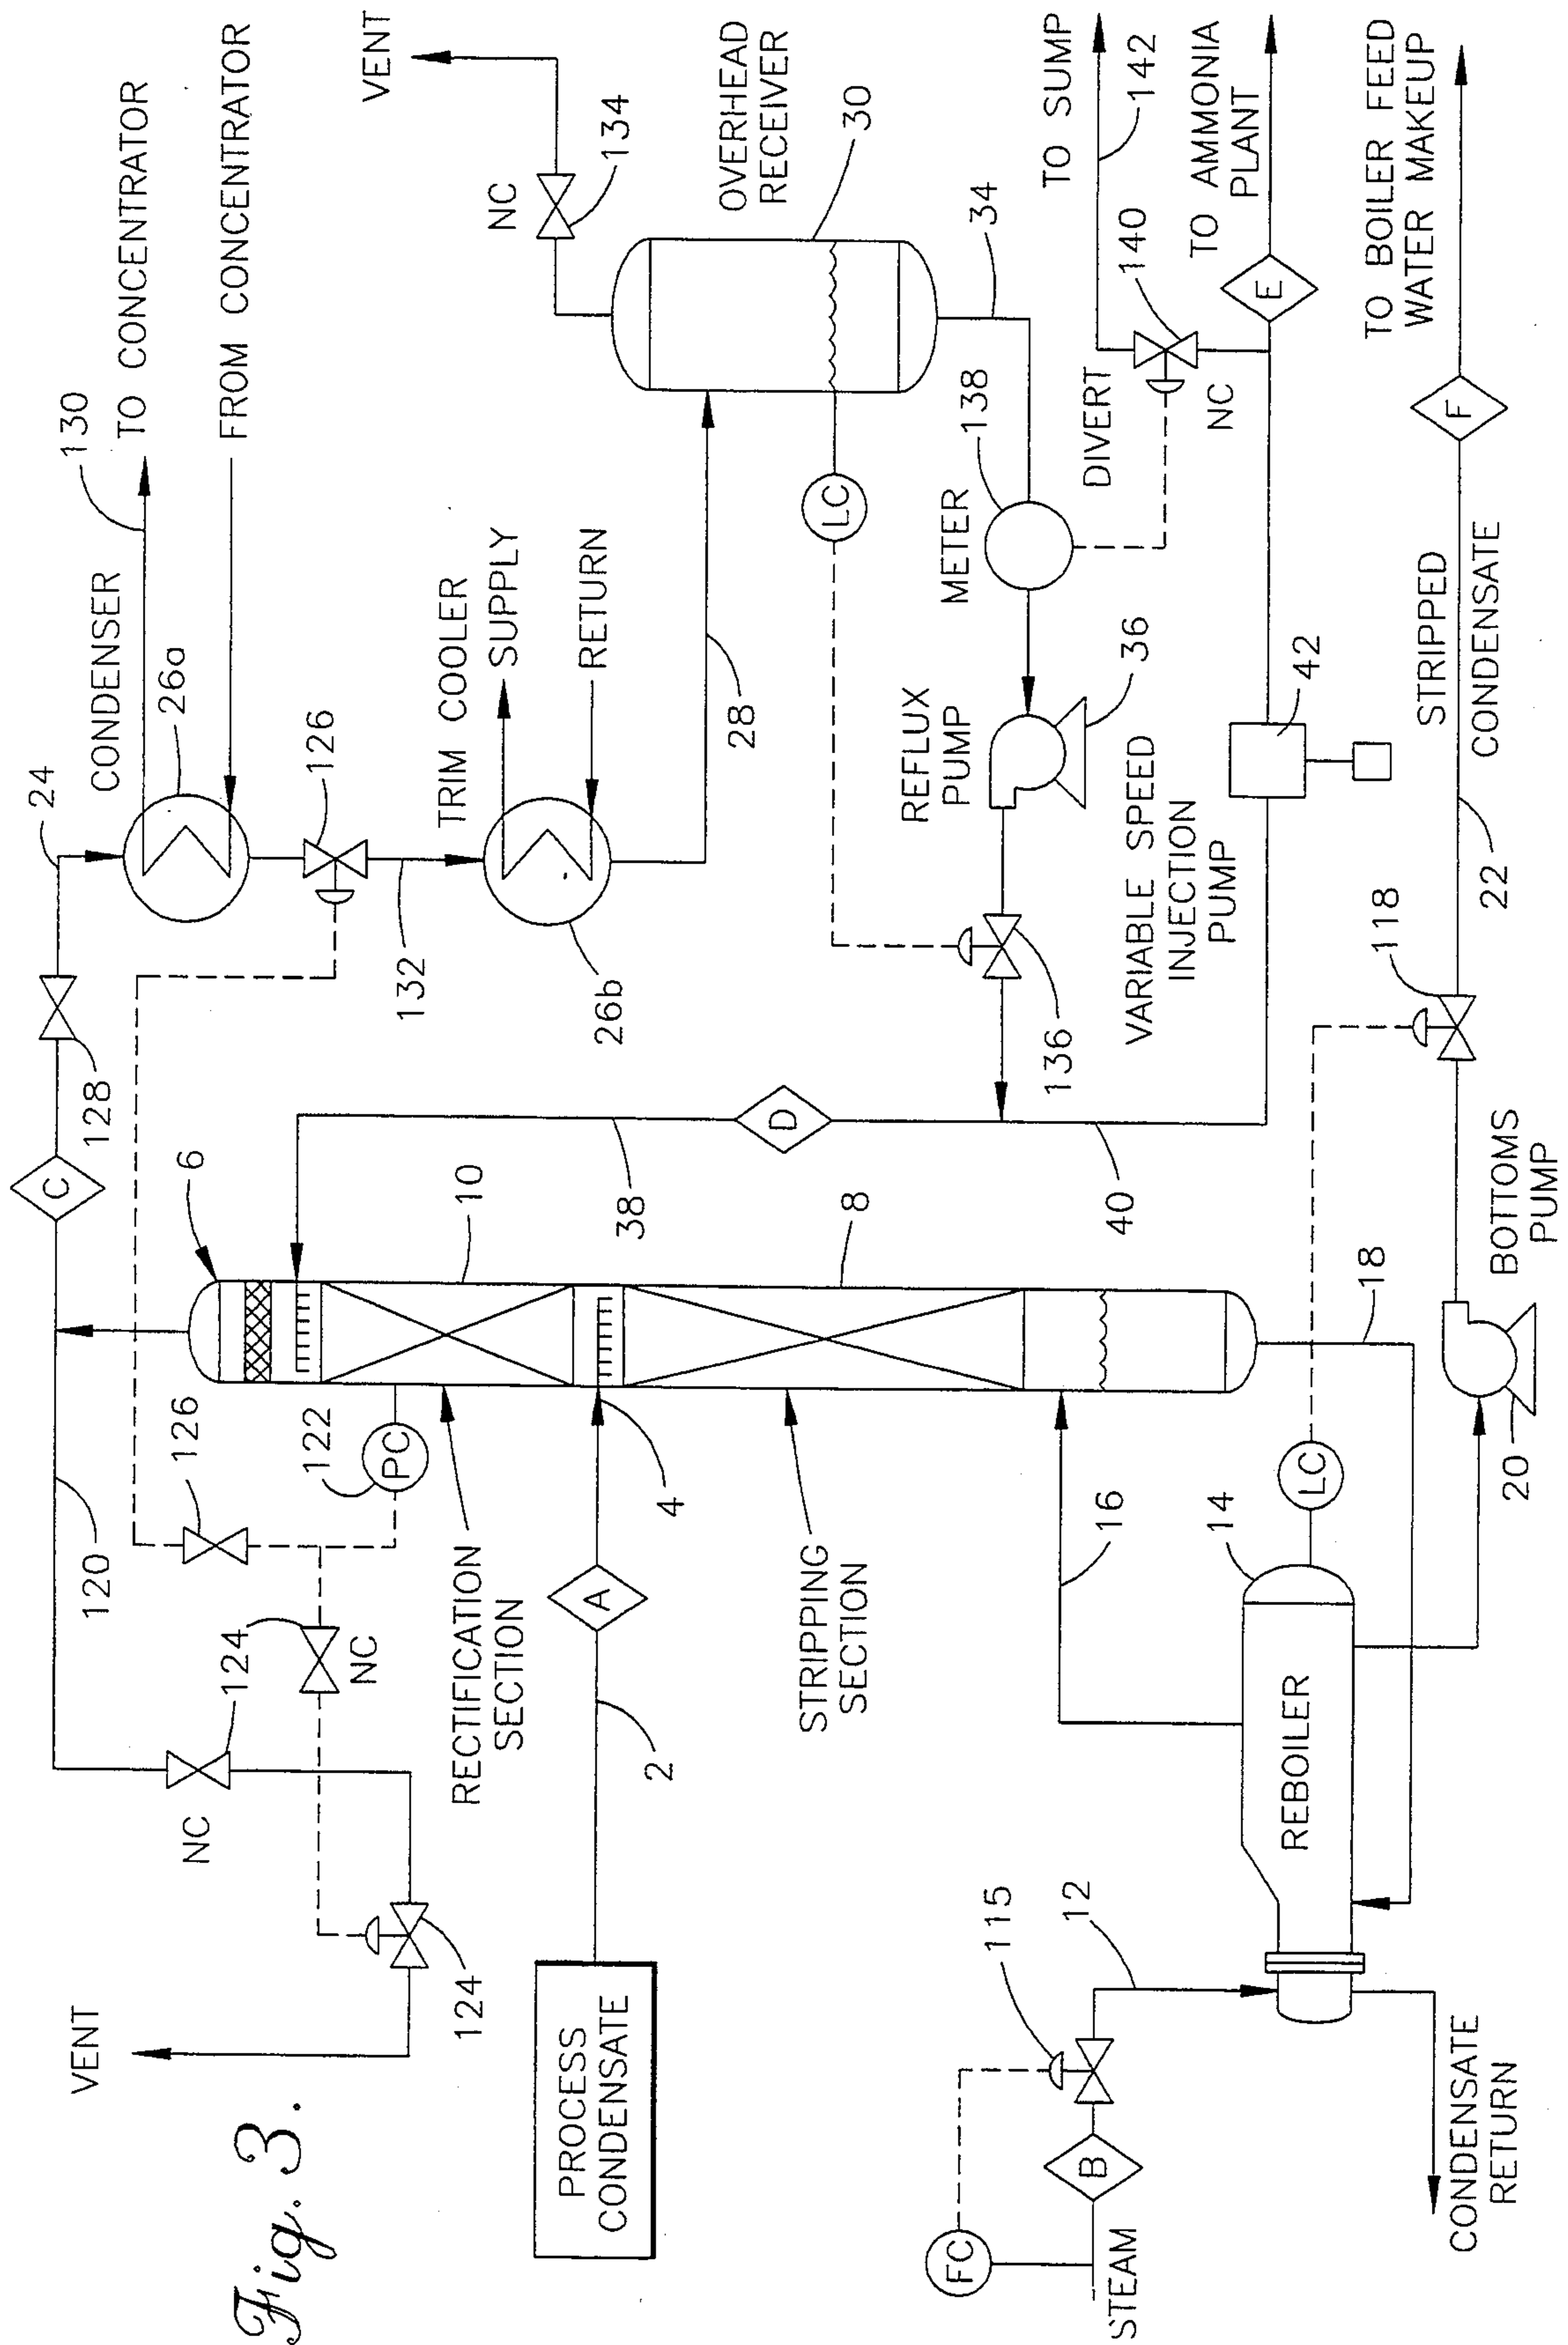 Fig. 3.
VENT
120
124
NC
124
NC
124
126
122
PC
6
C
128
24
CONDENSER
26a
130
TO CONCENTRATOR
FROM CONCENTRATOR
126
132
TRIM COOLER
SUPPLY
RETURN
26b
28
VENT
NC
134
OVERHEAD
RECEIVER
30
LC
34
METER
138
DIVERT
NC
140
TO SUMP
142
TO AMMONIA
PLANT
E
REFLUX
PUMP
36
136
VARIABLE SPEED
INJECTION
PUMP
42
D
38
40
10
8
RECTIFICATION
SECTION
PROCESS
CONDENSATE
2
A
4
STRIPPING
SECTION
16
14
REBOILER
LC
18
20
BOTTOMS
PUMP
118
22
STRIPPED
CONDENSATE
F
TO BOILER FEED
WATER MAKEUP
FC
STEAM
B
115
12
CONDENSATE
RETURN